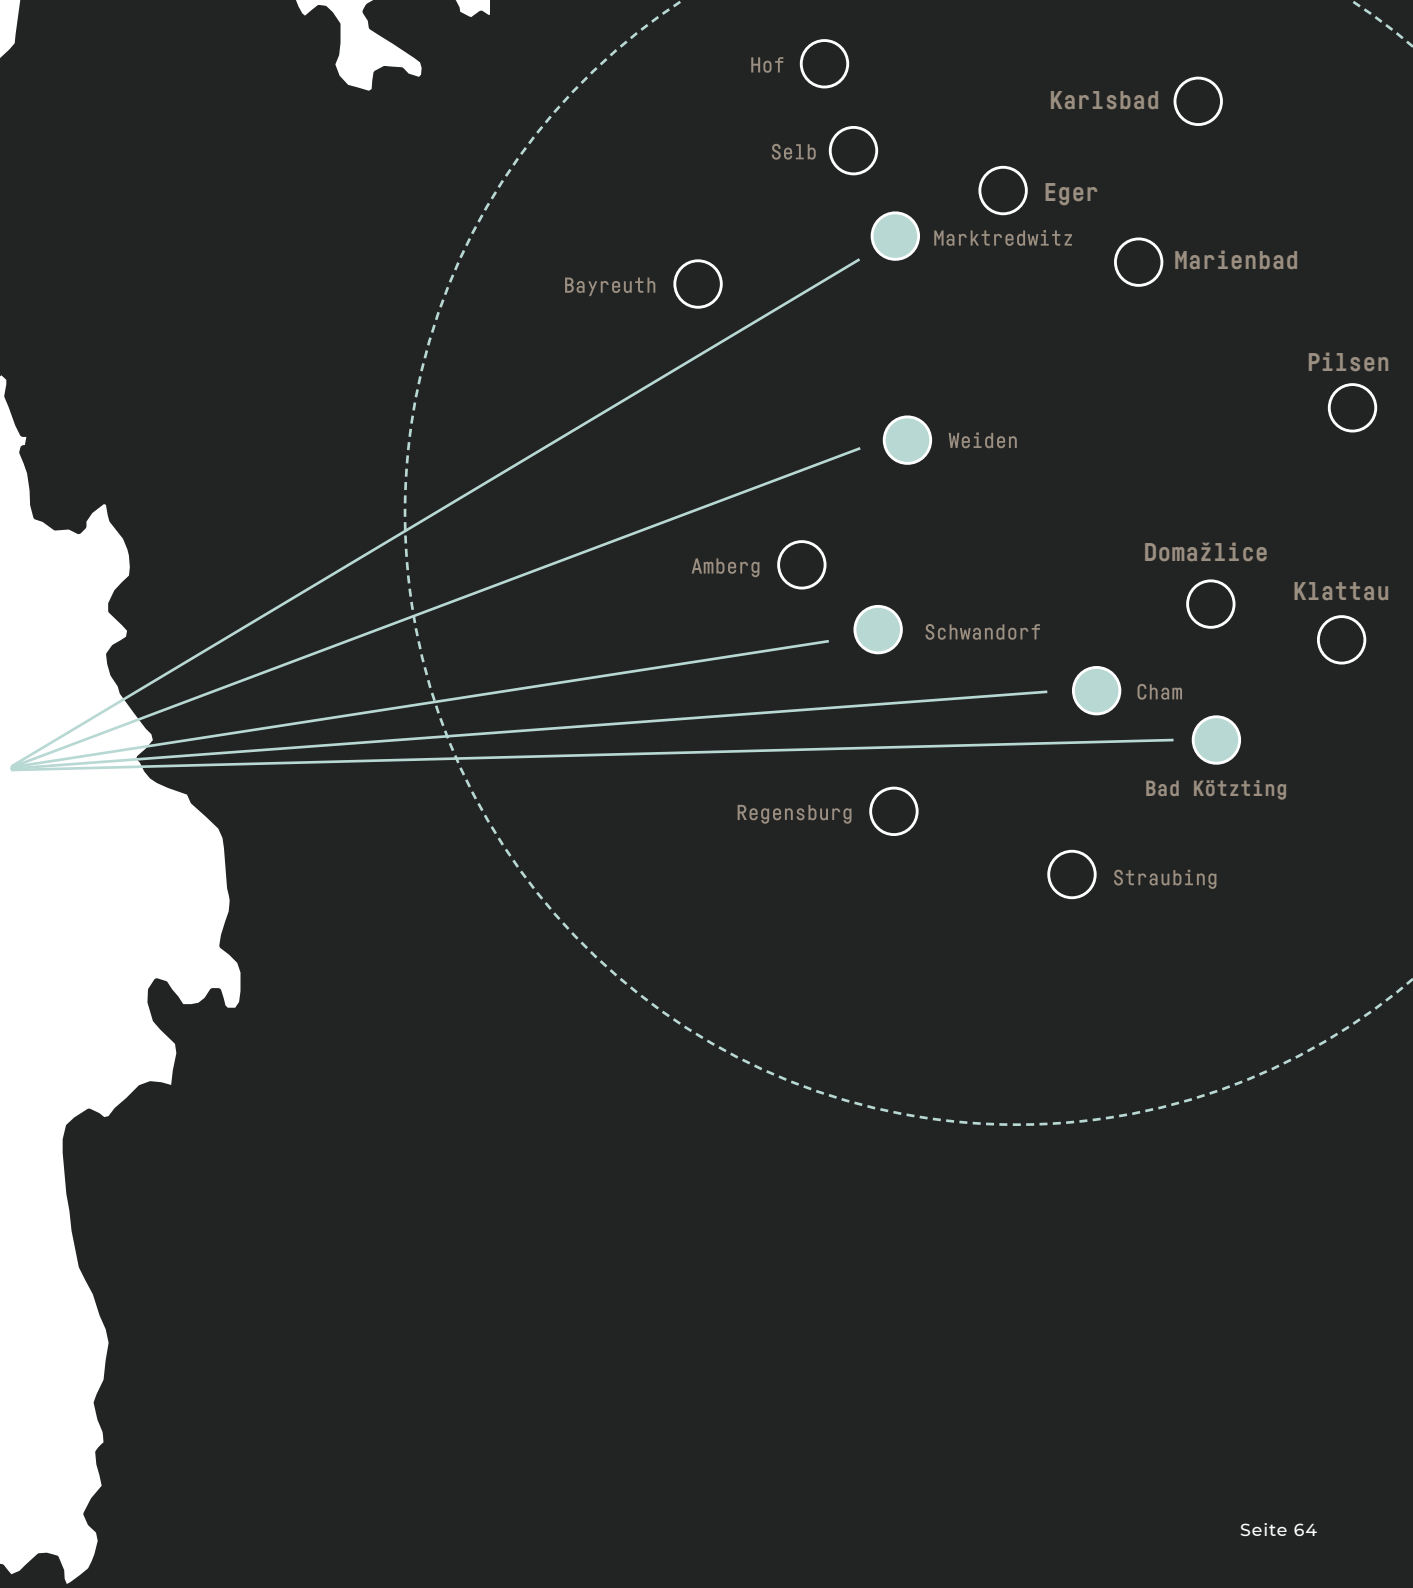 Hof
Karlsbad
Selb
Eger
Marktredwitz
Marienbad
Bayreuth
Pilsen
Weiden
Domažlice
Amberg
Klattau
Schwandorf
Cham
Bad Kötzting
Regensburg
Straubing
Seite 64